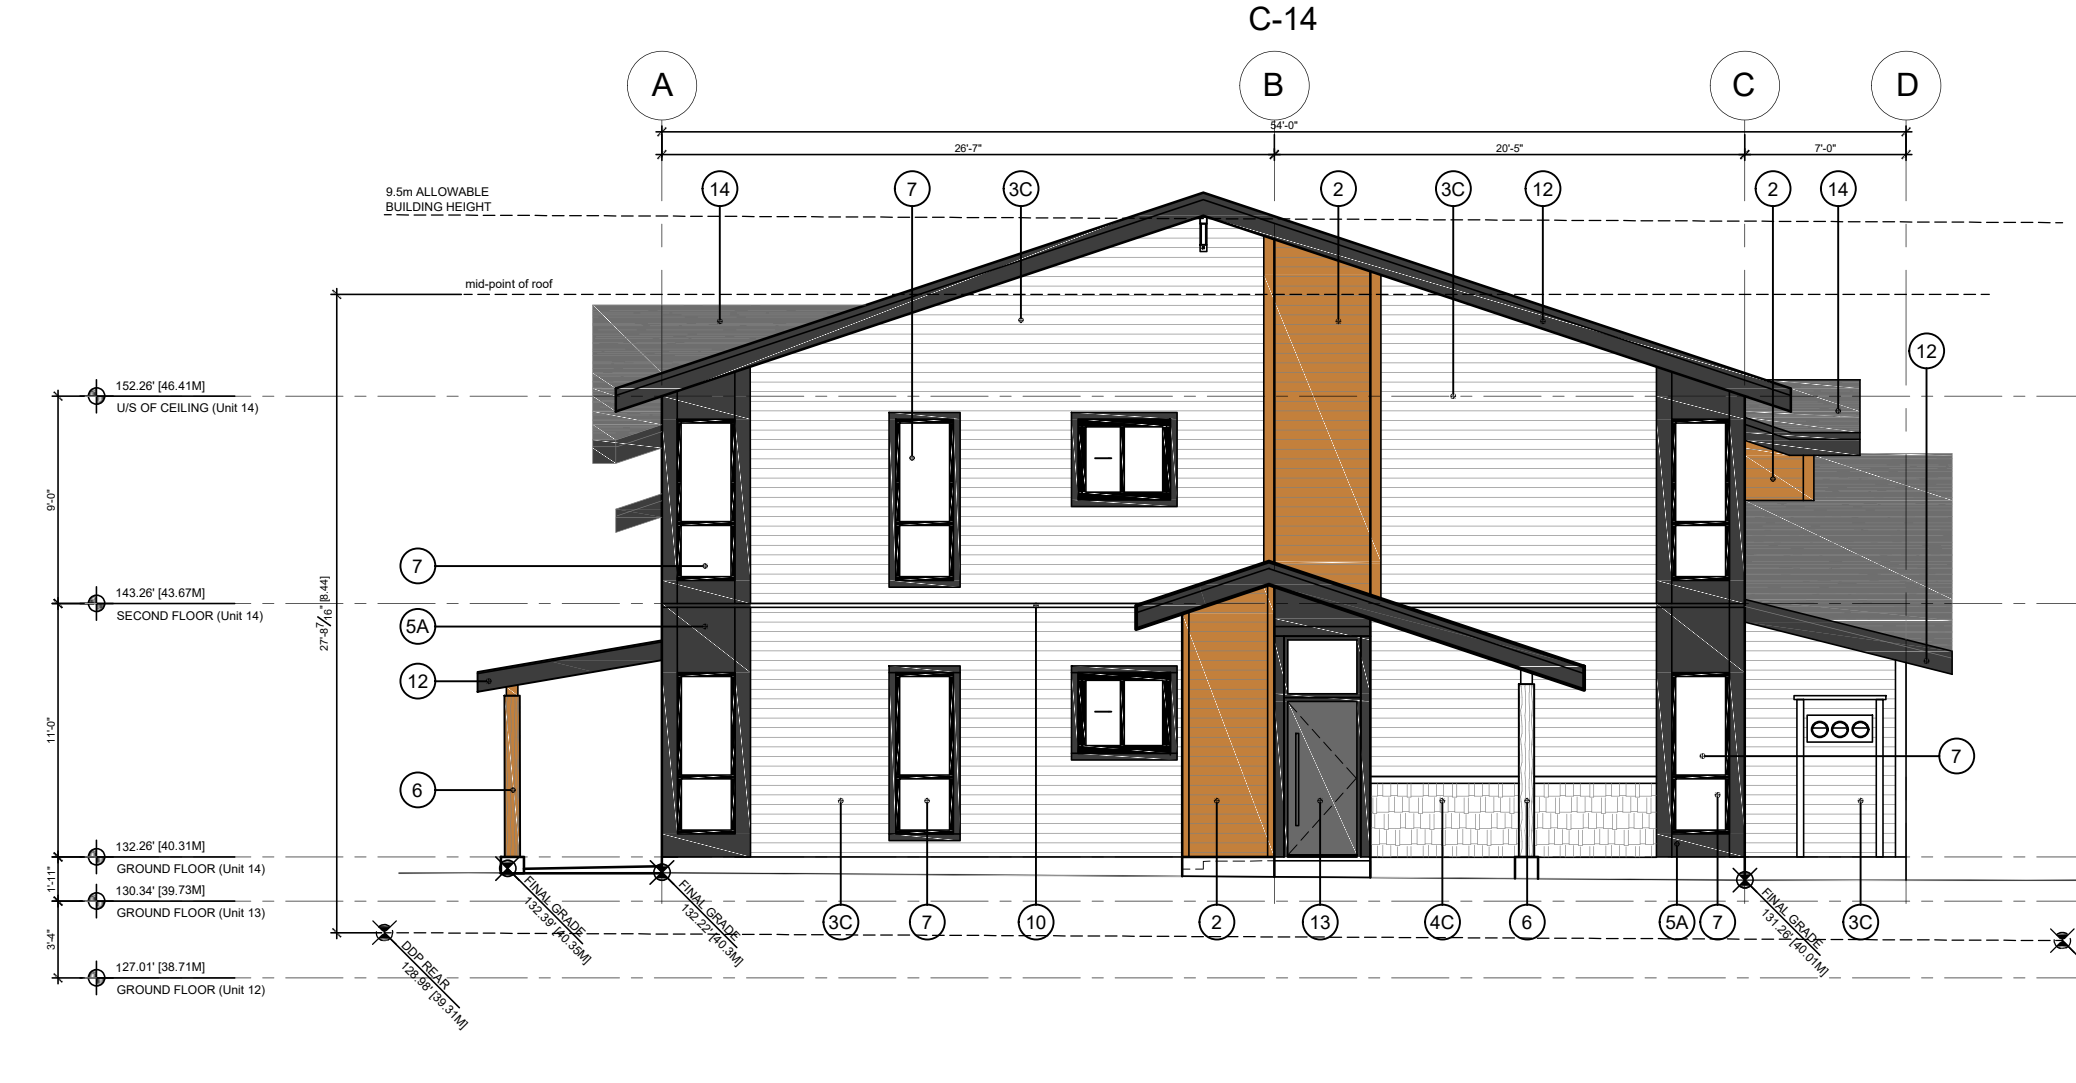 C-14
A
B
C
D
54'-0"
26'-7"
20'-5"
7'-0"
9.5m ALLOWABLE
BUILDING HEIGHT
14
7
3C
2
3C
12
2
14
mid-point of roof
12
152.26' [46.41M]
U/S OF CEILING (Unit 14)
9'-0"
7
143.26' [43.67M]
SECOND FLOOR (Unit 14)
27'-8 7/16" [8.44]
5A
12
11'-0"
7
6
132.26' [40.31M]
GROUND FLOOR (Unit 14)
1'-11"
130.34' [39.73M]
GROUND FLOOR (Unit 13)
3'-4"
127.01' [38.71M]
GROUND FLOOR (Unit 12)
DDP REAR
128.98' [39.31M]
FINAL GRADE
132.39' [40.35M]
FINAL GRADE
132.22' [40.3M]
3C
7
10
2
13
4C
6
5A
7
FINAL GRADE
131.26' [40.01M]
3C